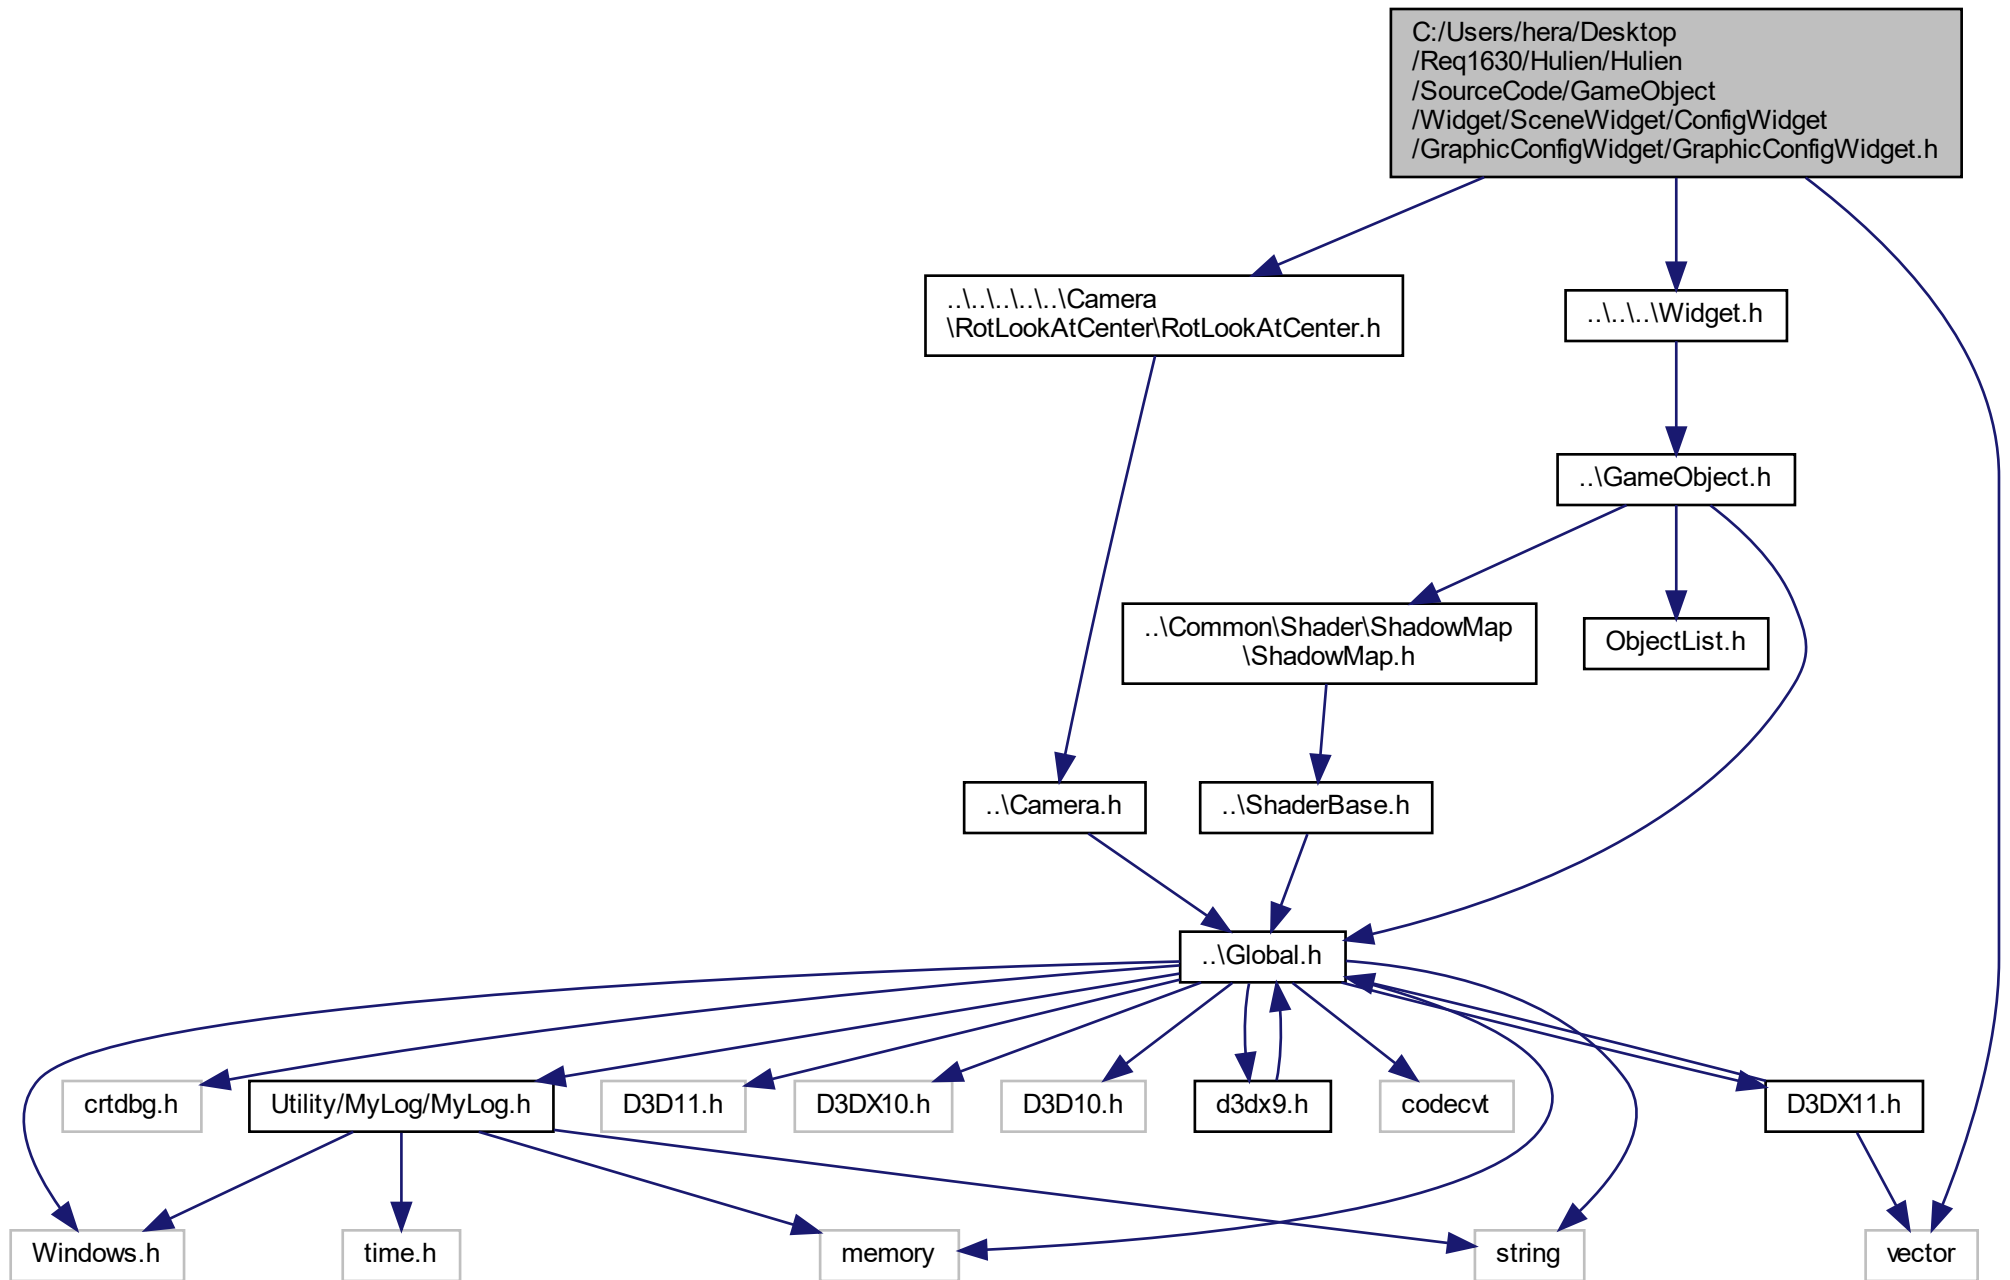 C:/Users/hera/Desktop
/Req1630/Hulien/Hulien
/SourceCode/GameObject
/Widget/SceneWidget/ConfigWidget
/GraphicConfigWidget/GraphicConfigWidget.h
..\..\..\..\..\Camera
\RotLookAtCenter\RotLookAtCenter.h
..\..\..\Widget.h
..\GameObject.h
..\Common\Shader\ShadowMap
\ShadowMap.h
ObjectList.h
..\Camera.h
..\ShaderBase.h
..\Global.h
crtdbg.h
Utility/MyLog/MyLog.h
D3D11.h
D3DX10.h
D3D10.h
d3dx9.h
codecvt
D3DX11.h
Windows.h
time.h
memory
string
vector